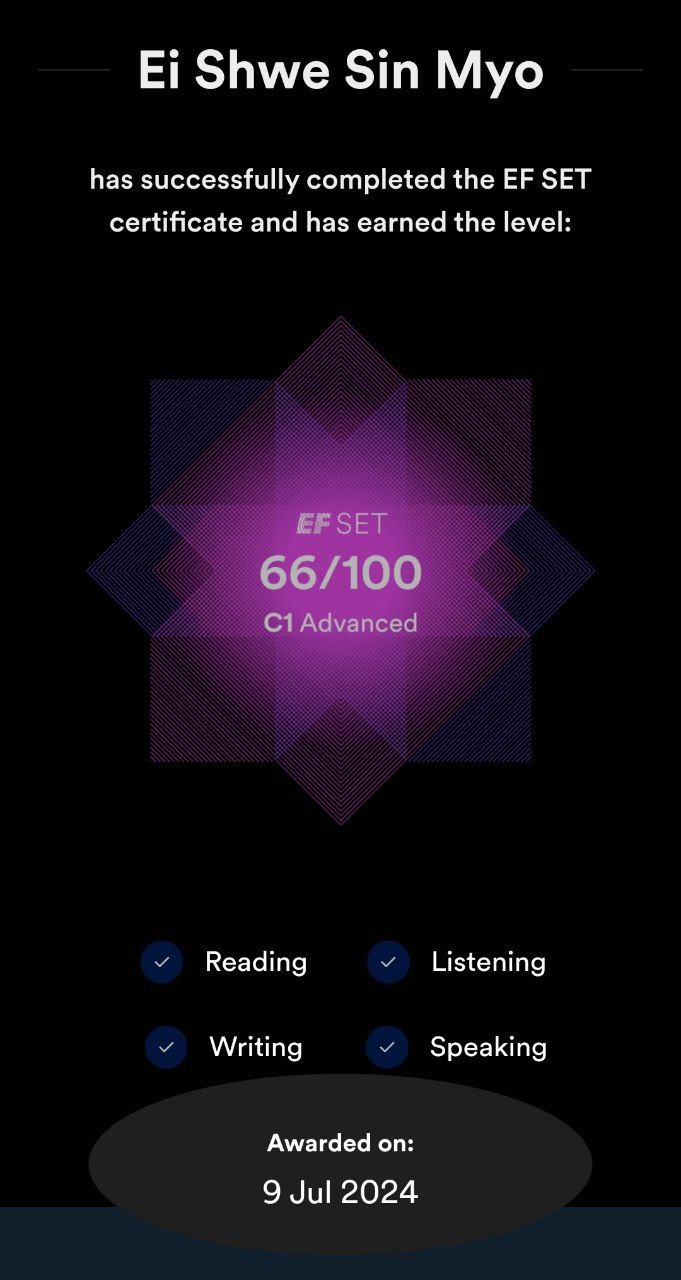 Ei Shwe Sin Myo
has successfully completed the EF SET
certificate and has earned the level:
EF SET
66/100
C1 Advanced
Reading
Listening
Writing
Speaking
Awarded on:
9 Jul 2024